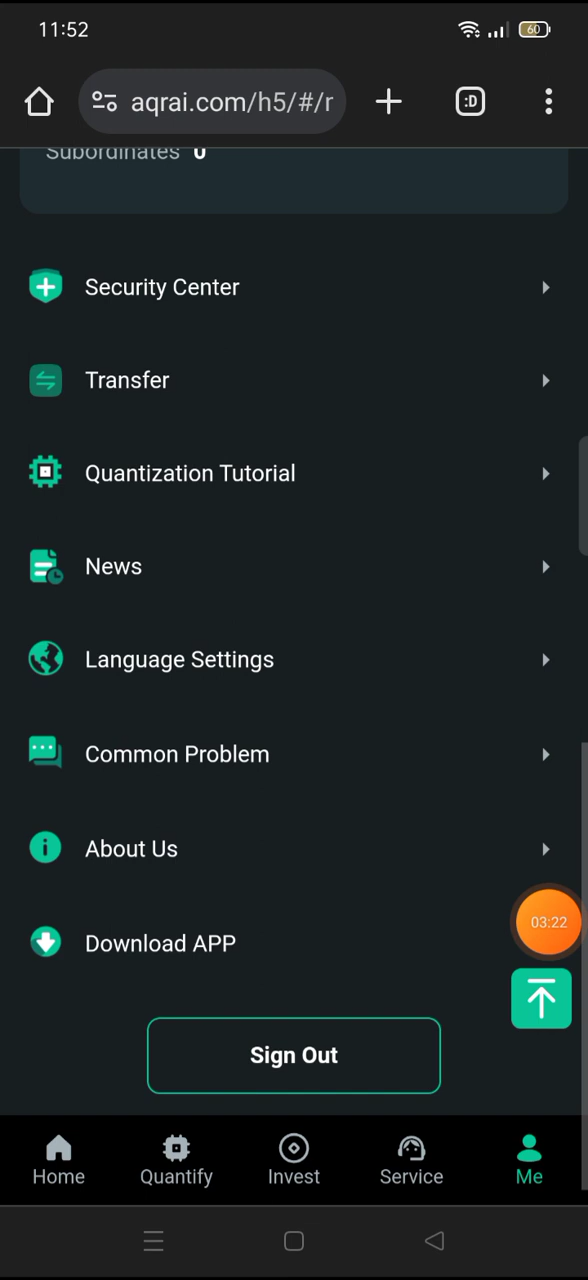 11:52
60
aqrai.com/h5/#/r
:D
Subordinates 0
Security Center
Transfer
Quantization Tutorial
News
Language Settings
Common Problem
About Us
03:22
Download APP
Sign Out
Home Quantify Invest Service Me